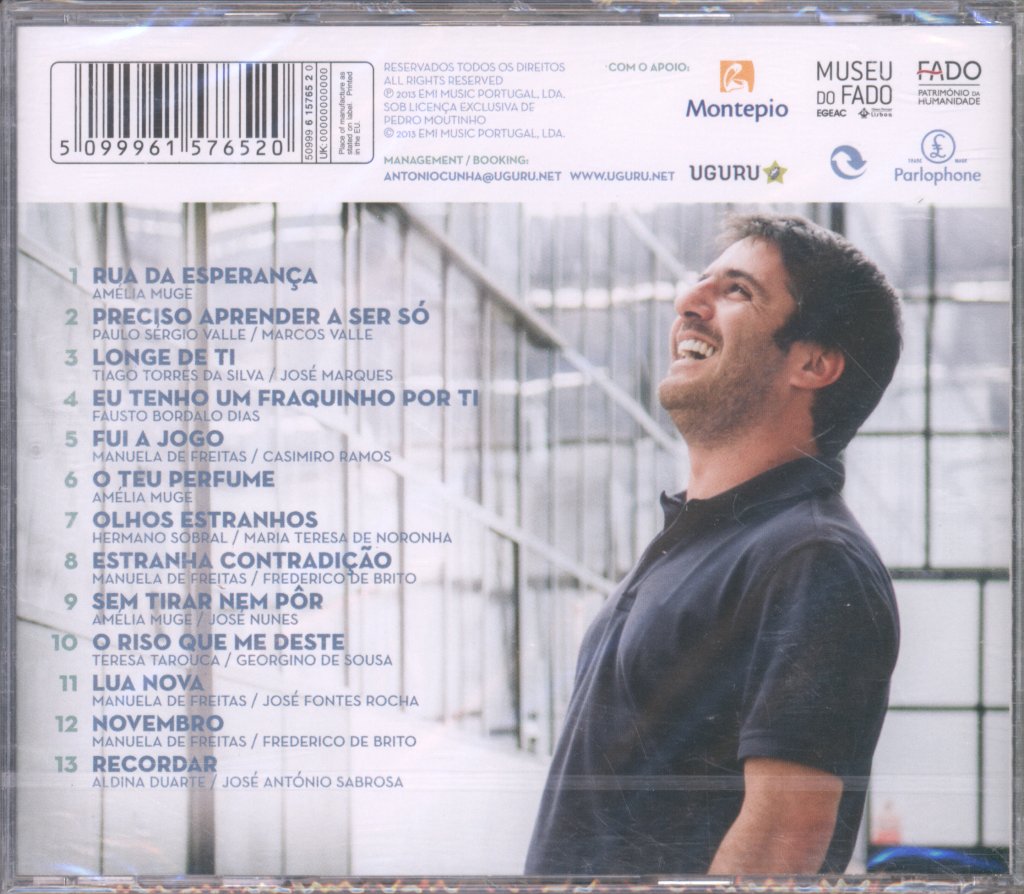 5 099961 576520
50999 6 15765 2 0
UK:0000000000000
Place of manufacture as
stated on label. Printed
in the EU.
RESERVADOS TODOS OS DIREITOS
ALL RIGHTS RESERVED
℗ 2013 EMI MUSIC PORTUGAL, LDA.
SOB LICENÇA EXCLUSIVA DE
PEDRO MOUTINHO
© 2013 EMI MUSIC PORTUGAL, LDA.
MANAGEMENT / BOOKING:
ANTONIOCUNHA@UGURU.NET WWW.UGURU.NET
COM O APOIO:
Montepio
MUSEU
DO FADO
EGEAC
Lisboa
FADO
PATRIMÓNIO DA
HUMANIDADE
UGURU
TRADE £ MARK
Parlophone
1 RUA DA ESPERANÇA
AMÉLIA MUGE
2 PRECISO APRENDER A SER SÓ
PAULO SÉRGIO VALLE / MARCOS VALLE
3 LONGE DE TI
TIAGO TORRES DA SILVA / JOSÉ MARQUES
4 EU TENHO UM FRAQUINHO POR TI
FAUSTO BORDALO DIAS
5 FUI A JOGO
MANUELA DE FREITAS / CASIMIRO RAMOS
6 O TEU PERFUME
AMÉLIA MUGE
7 OLHOS ESTRANHOS
HERMANO SOBRAL / MARIA TERESA DE NORONHA
8 ESTRANHA CONTRADIÇÃO
MANUELA DE FREITAS / FREDERICO DE BRITO
9 SEM TIRAR NEM PÔR
AMÉLIA MUGE / JOSÉ NUNES
10 O RISO QUE ME DESTE
TERESA TAROUCA / GEORGINO DE SOUSA
11 LUA NOVA
MANUELA DE FREITAS / JOSÉ FONTES ROCHA
12 NOVEMBRO
MANUELA DE FREITAS / FREDERICO DE BRITO
13 RECORDAR
ALDINA DUARTE / JOSÉ ANTÓNIO SABROSA